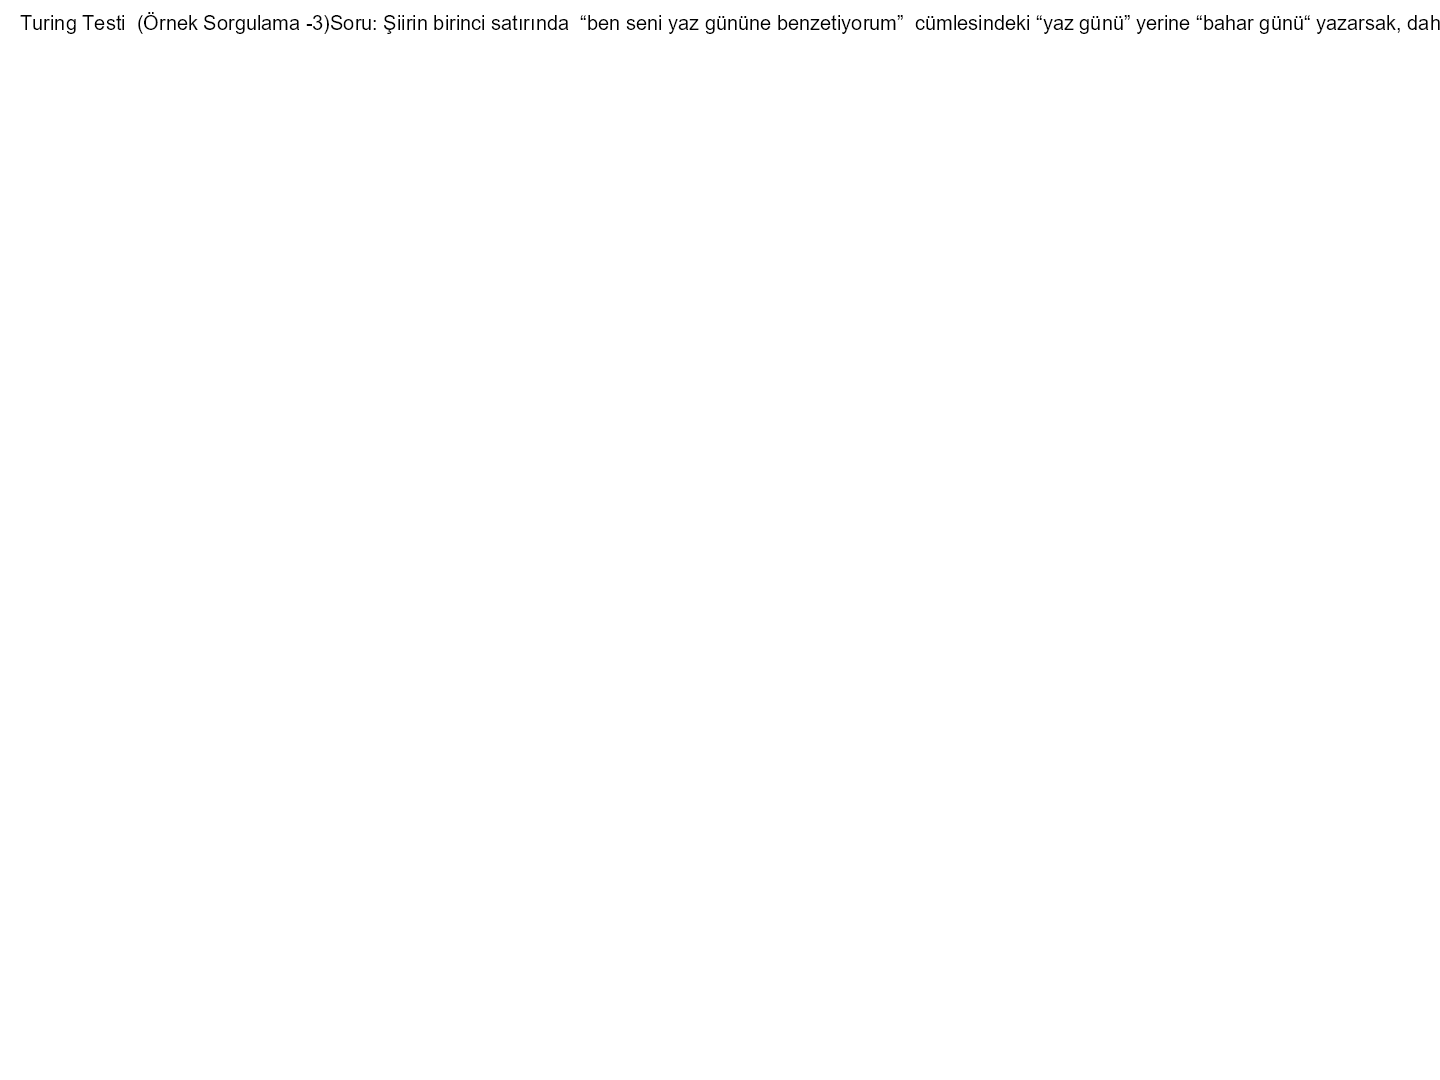 Turing Testi  (Örnek Sorgulama -3)Soru: Şiirin birinci satırında  “ben seni yaz gününe benzetiyorum”  cümlesindeki “yaz günü” yerine “bahar günü“ yazarsak, dah